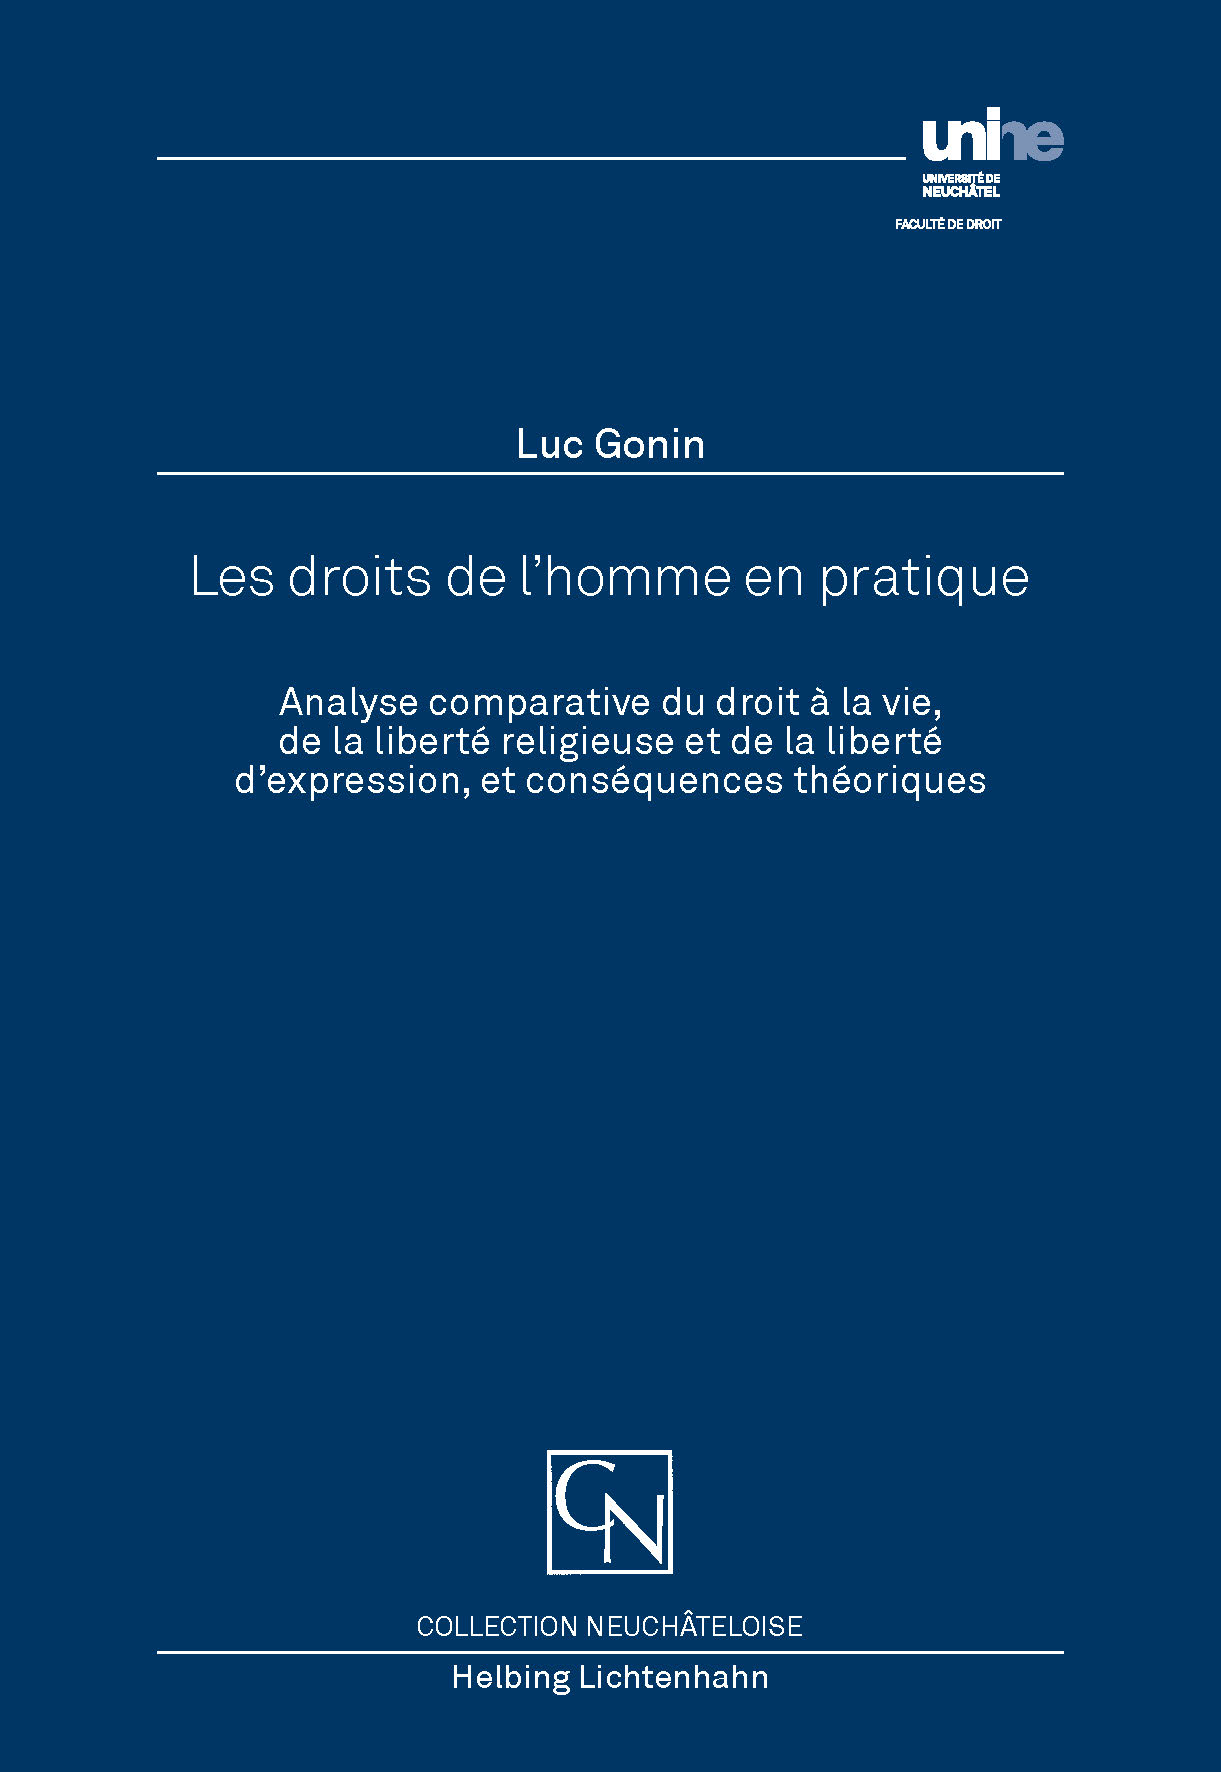 unine
UNIVERSITÉ DE
NEUCHÂTEL
FACULTÉ DE DROIT
Luc Gonin
Les droits de l’homme en pratique
Analyse comparative du droit à la vie,
de la liberté religieuse et de la liberté
d’expression, et conséquences théoriques
CN
COLLECTION NEUCHÂTELOISE
Helbing Lichtenhahn